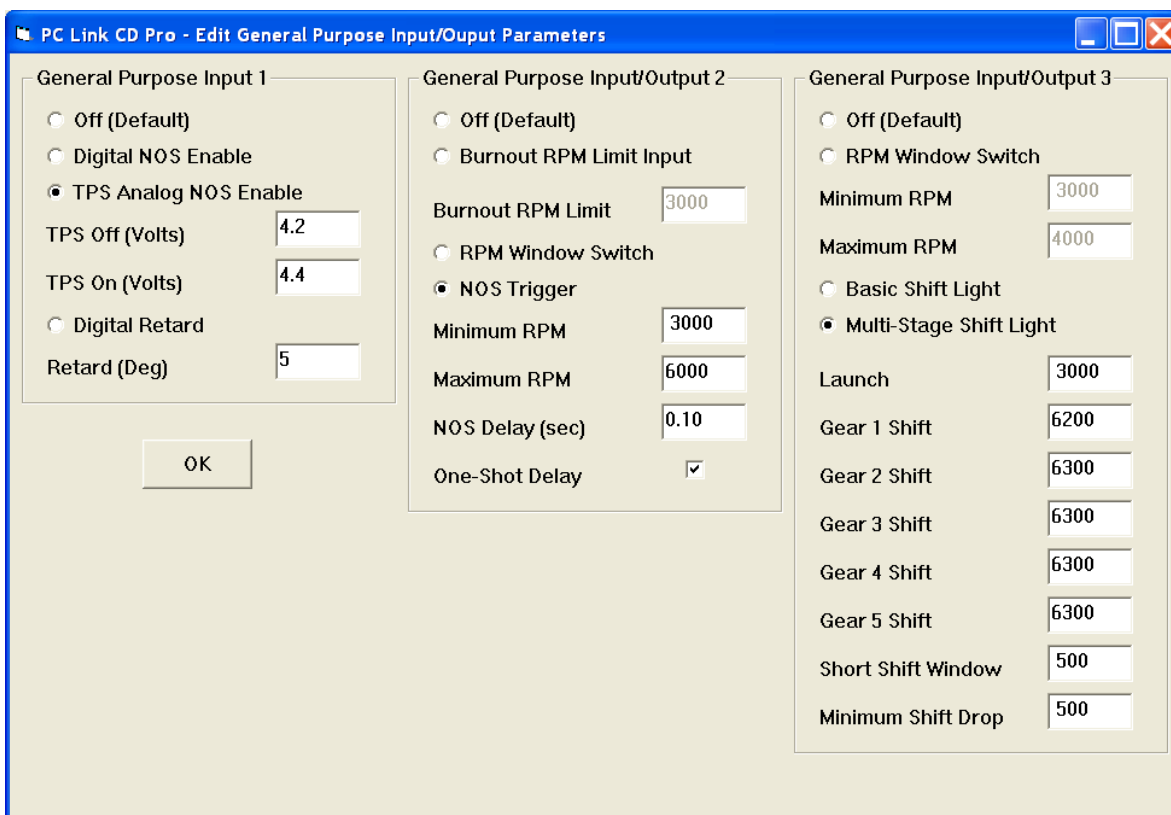 PC Link CD Pro - Edit General Purpose Input/Ouput Parameters
General Purpose Input 1
Off (Default)
Digital NOS Enable
TPS Analog NOS Enable
TPS Off (Volts) 4.2
TPS On (Volts) 4.4
Digital Retard
Retard (Deg) 5
OK
General Purpose Input/Output 2
Off (Default)
Burnout RPM Limit Input
Burnout RPM Limit 3000
RPM Window Switch
NOS Trigger
Minimum RPM 3000
Maximum RPM 6000
NOS Delay (sec) 0.10
One-Shot Delay
General Purpose Input/Output 3
Off (Default)
RPM Window Switch
Minimum RPM 3000
Maximum RPM 4000
Basic Shift Light
Multi-Stage Shift Light
Launch 3000
Gear 1 Shift 6200
Gear 2 Shift 6300
Gear 3 Shift 6300
Gear 4 Shift 6300
Gear 5 Shift 6300
Short Shift Window 500
Minimum Shift Drop 500